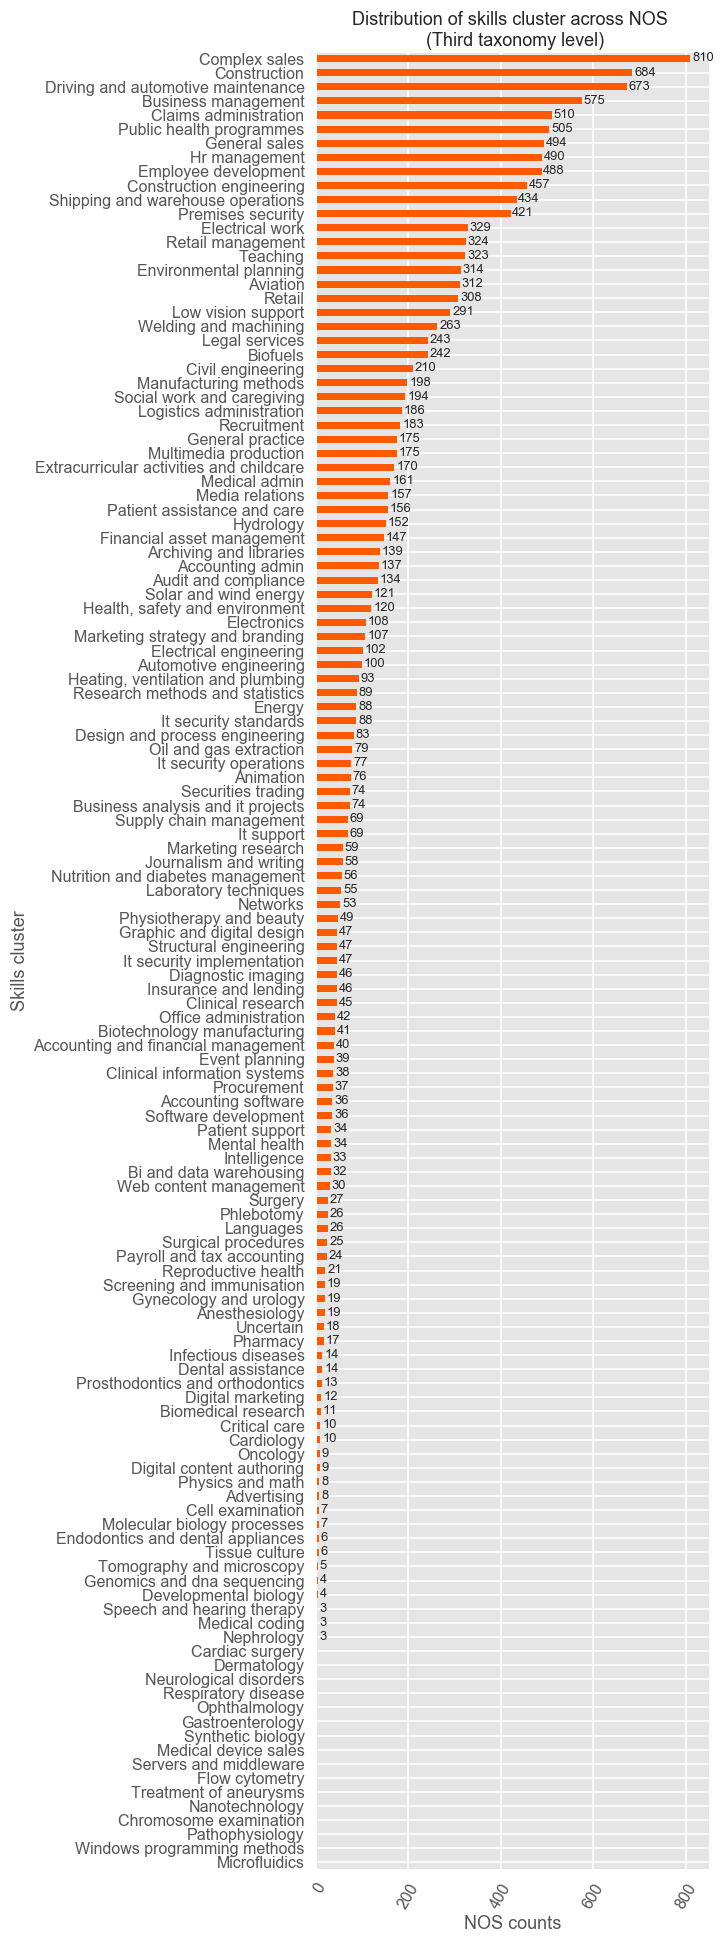 Distribution of skills cluster across NOS
(Third taxonomy level)
Complex sales 810
Construction 684
Driving and automotive maintenance 673
Business management 575
Claims administration 510
Public health programmes 505
General sales 494
Hr management 490
Employee development 488
Construction engineering 457
Shipping and warehouse operations 434
Premises security 421
Electrical work 329
Retail management 324
Teaching 323
Environmental planning 314
Aviation 312
Retail 308
Low vision support 291
Welding and machining 263
Legal services 243
Biofuels 242
Civil engineering 210
Manufacturing methods 198
Social work and caregiving 194
Logistics administration 186
Recruitment 183
General practice 175
Multimedia production 175
Extracurricular activities and childcare 170
Medical admin 161
Media relations 157
Patient assistance and care 156
Hydrology 152
Financial asset management 147
Archiving and libraries 139
Accounting admin 137
Audit and compliance 134
Solar and wind energy 121
Health, safety and environment 120
Electronics 108
Marketing strategy and branding 107
Electrical engineering 102
Automotive engineering 100
Heating, ventilation and plumbing 93
Research methods and statistics 89
Energy 88
It security standards 88
Design and process engineering 83
Oil and gas extraction 79
It security operations 77
Animation 76
Securities trading 74
Business analysis and it projects 74
Supply chain management 69
It support 69
Marketing research 59
Journalism and writing 58
Nutrition and diabetes management 56
Laboratory techniques 55
Networks 53
Physiotherapy and beauty 49
Graphic and digital design 47
Structural engineering 47
It security implementation 47
Diagnostic imaging 46
Insurance and lending 46
Clinical research 45
Office administration 42
Biotechnology manufacturing 41
Accounting and financial management 40
Event planning 39
Clinical information systems 38
Procurement 37
Accounting software 36
Software development 36
Patient support 34
Mental health 34
Intelligence 33
Bi and data warehousing 32
Web content management 30
Surgery 27
Phlebotomy 26
Languages 26
Surgical procedures 25
Payroll and tax accounting 24
Reproductive health 21
Screening and immunisation 19
Gynecology and urology 19
Anesthesiology 19
Uncertain 18
Pharmacy 17
Infectious diseases 14
Dental assistance 14
Prosthodontics and orthodontics 13
Digital marketing 12
Biomedical research 11
Critical care 10
Cardiology 10
Oncology 9
Digital content authoring 9
Physics and math 8
Advertising 8
Cell examination 7
Molecular biology processes 7
Endodontics and dental appliances 6
Tissue culture 6
Tomography and microscopy 5
Genomics and dna sequencing 4
Developmental biology 4
Speech and hearing therapy 3
Medical coding 3
Nephrology 3
Cardiac surgery
Dermatology
Neurological disorders
Respiratory disease
Ophthalmology
Gastroenterology
Synthetic biology
Medical device sales
Servers and middleware
Flow cytometry
Treatment of aneurysms
Nanotechnology
Chromosome examination
Pathophysiology
Windows programming methods
Microfluidics
Skills cluster
0 200 400 600 800
NOS counts